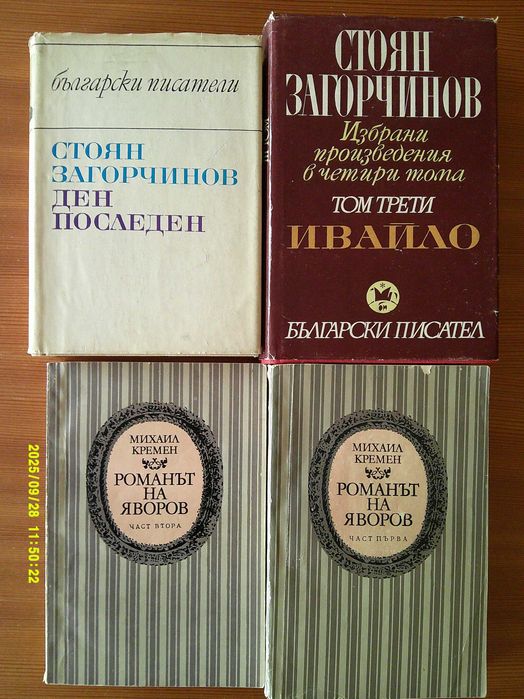 български писатели
СТОЯН
ЗАГОРЧИНОВ
ДЕН
ПОСЛЕДЕН
СТОЯН
ЗАГОРЧИНОВ
Избрани
произведения
в четири тома
ТОМ ТРЕТИ
ИВАЙЛО
БЪЛГАРСКИ ПИСАТЕЛ
МИХАИЛ
КРЕМЕН
РОМАНЪТ
НА
ЯВОРОВ
ЧАСТ ВТОРА
МИХАИЛ
КРЕМЕН
РОМАНЪТ
НА
ЯВОРОВ
ЧАСТ ПЪРВА
2025/09/28 11:50:22